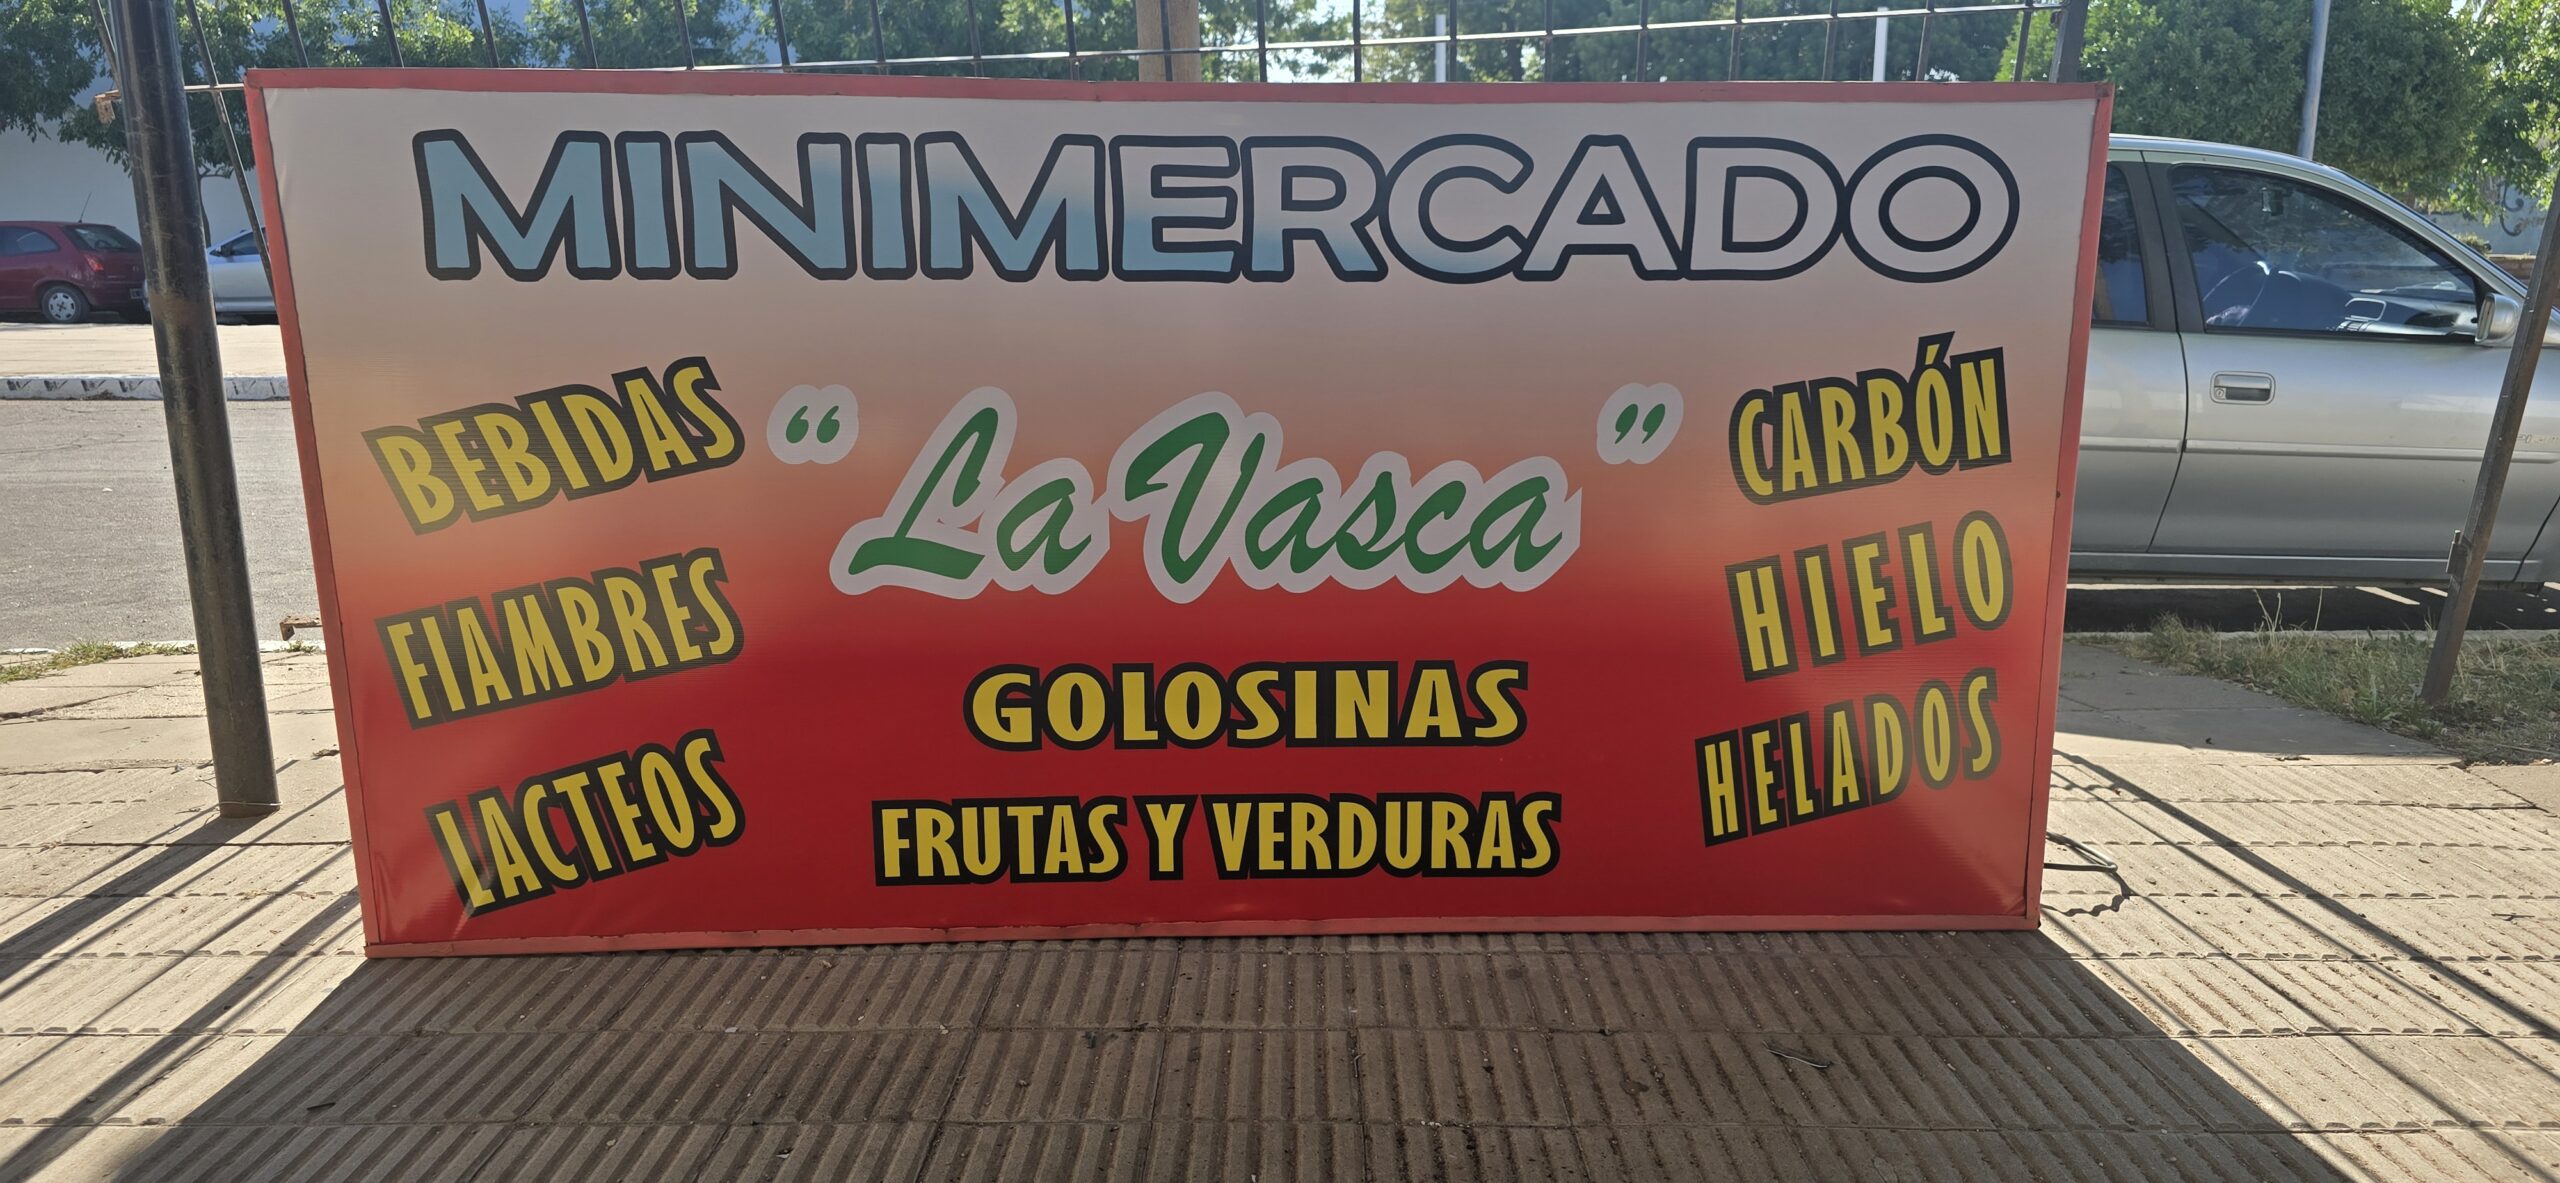 MINIMERCADO
“La Vasca”
BEBIDAS
FIAMBRES
LACTEOS
GOLOSINAS
FRUTAS Y VERDURAS
CARBÓN
HIELO
HELADOS